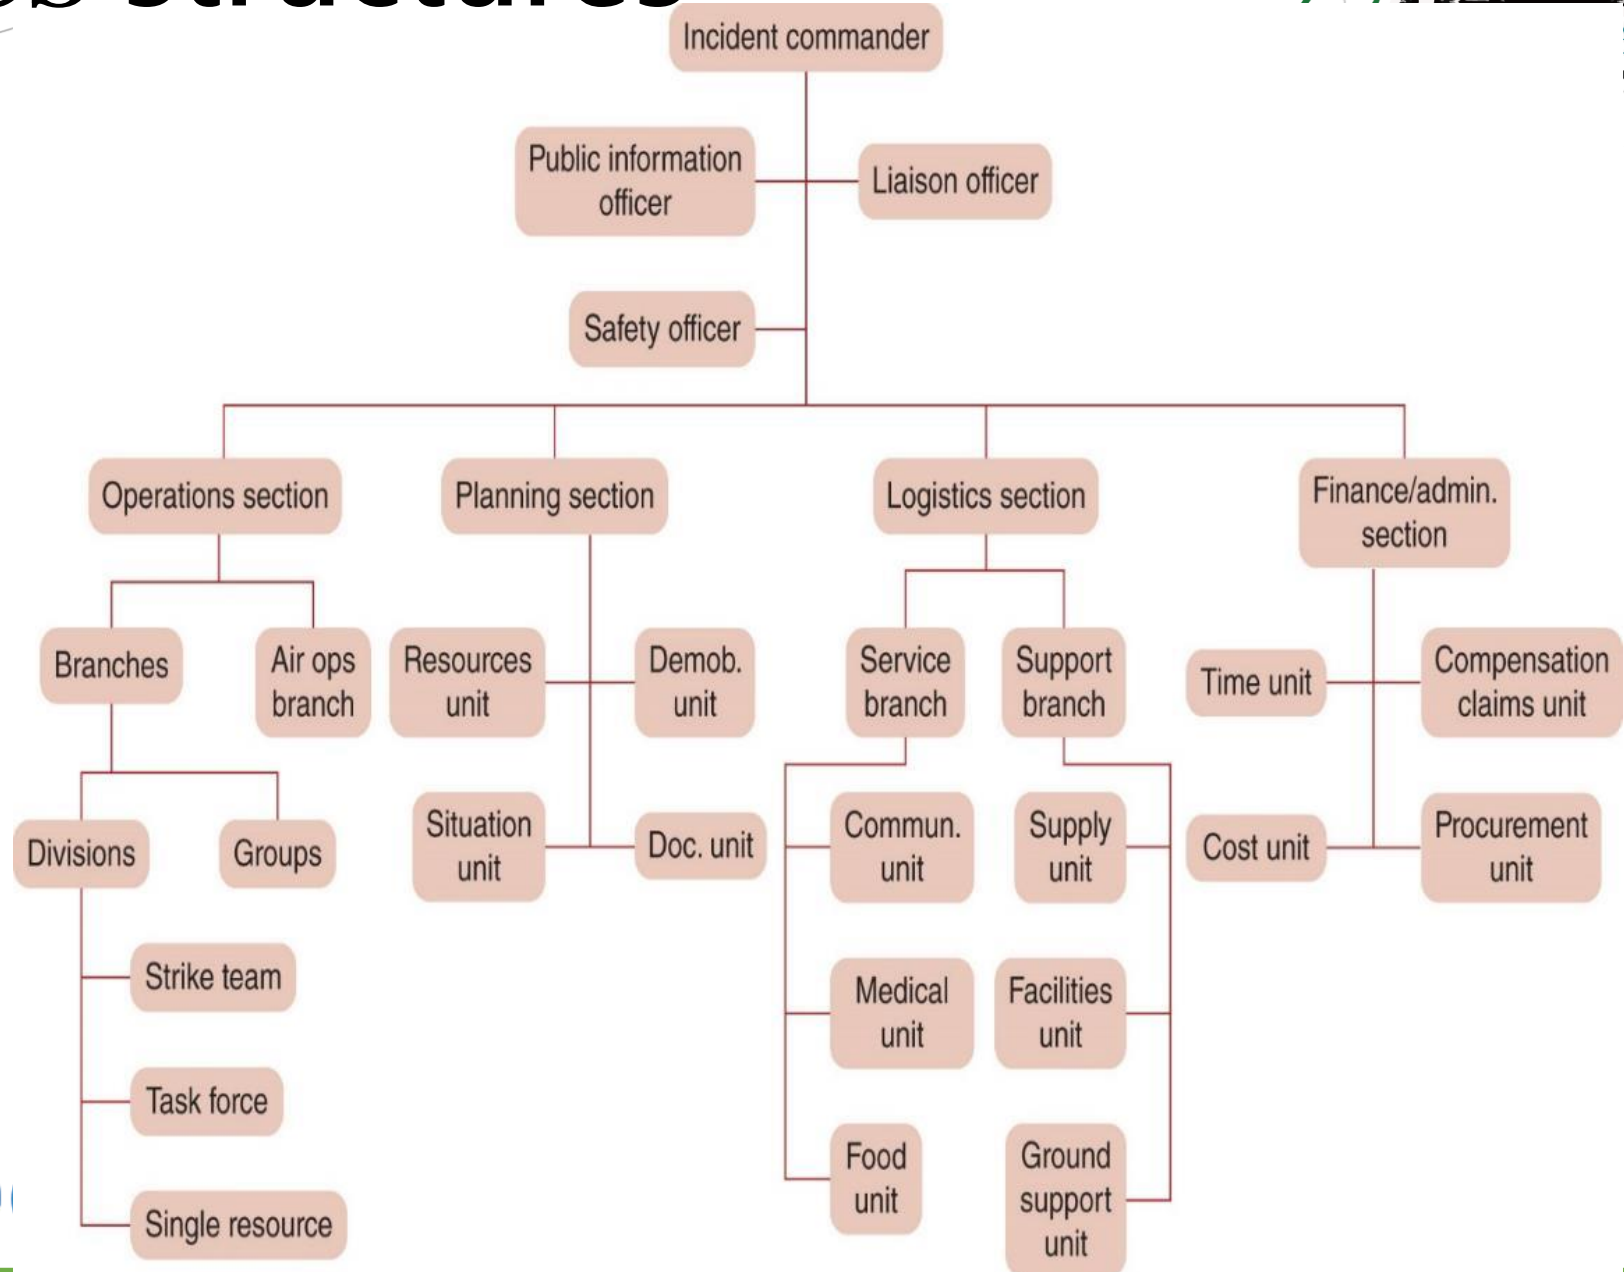 structures
Incident commander
Public information
officer
Liaison officer
Safety officer
Operations section
Planning section
Logistics section
Finance/admin.
section
Branches
Air ops
branch
Resources
unit
Demob.
unit
Service
branch
Support
branch
Time unit
Compensation
claims unit
Divisions
Groups
Situation
unit
Doc. unit
Commun.
unit
Supply
unit
Cost unit
Procurement
unit
Strike team
Medical
unit
Facilities
unit
Task force
Food
unit
Ground
support
unit
Single resource